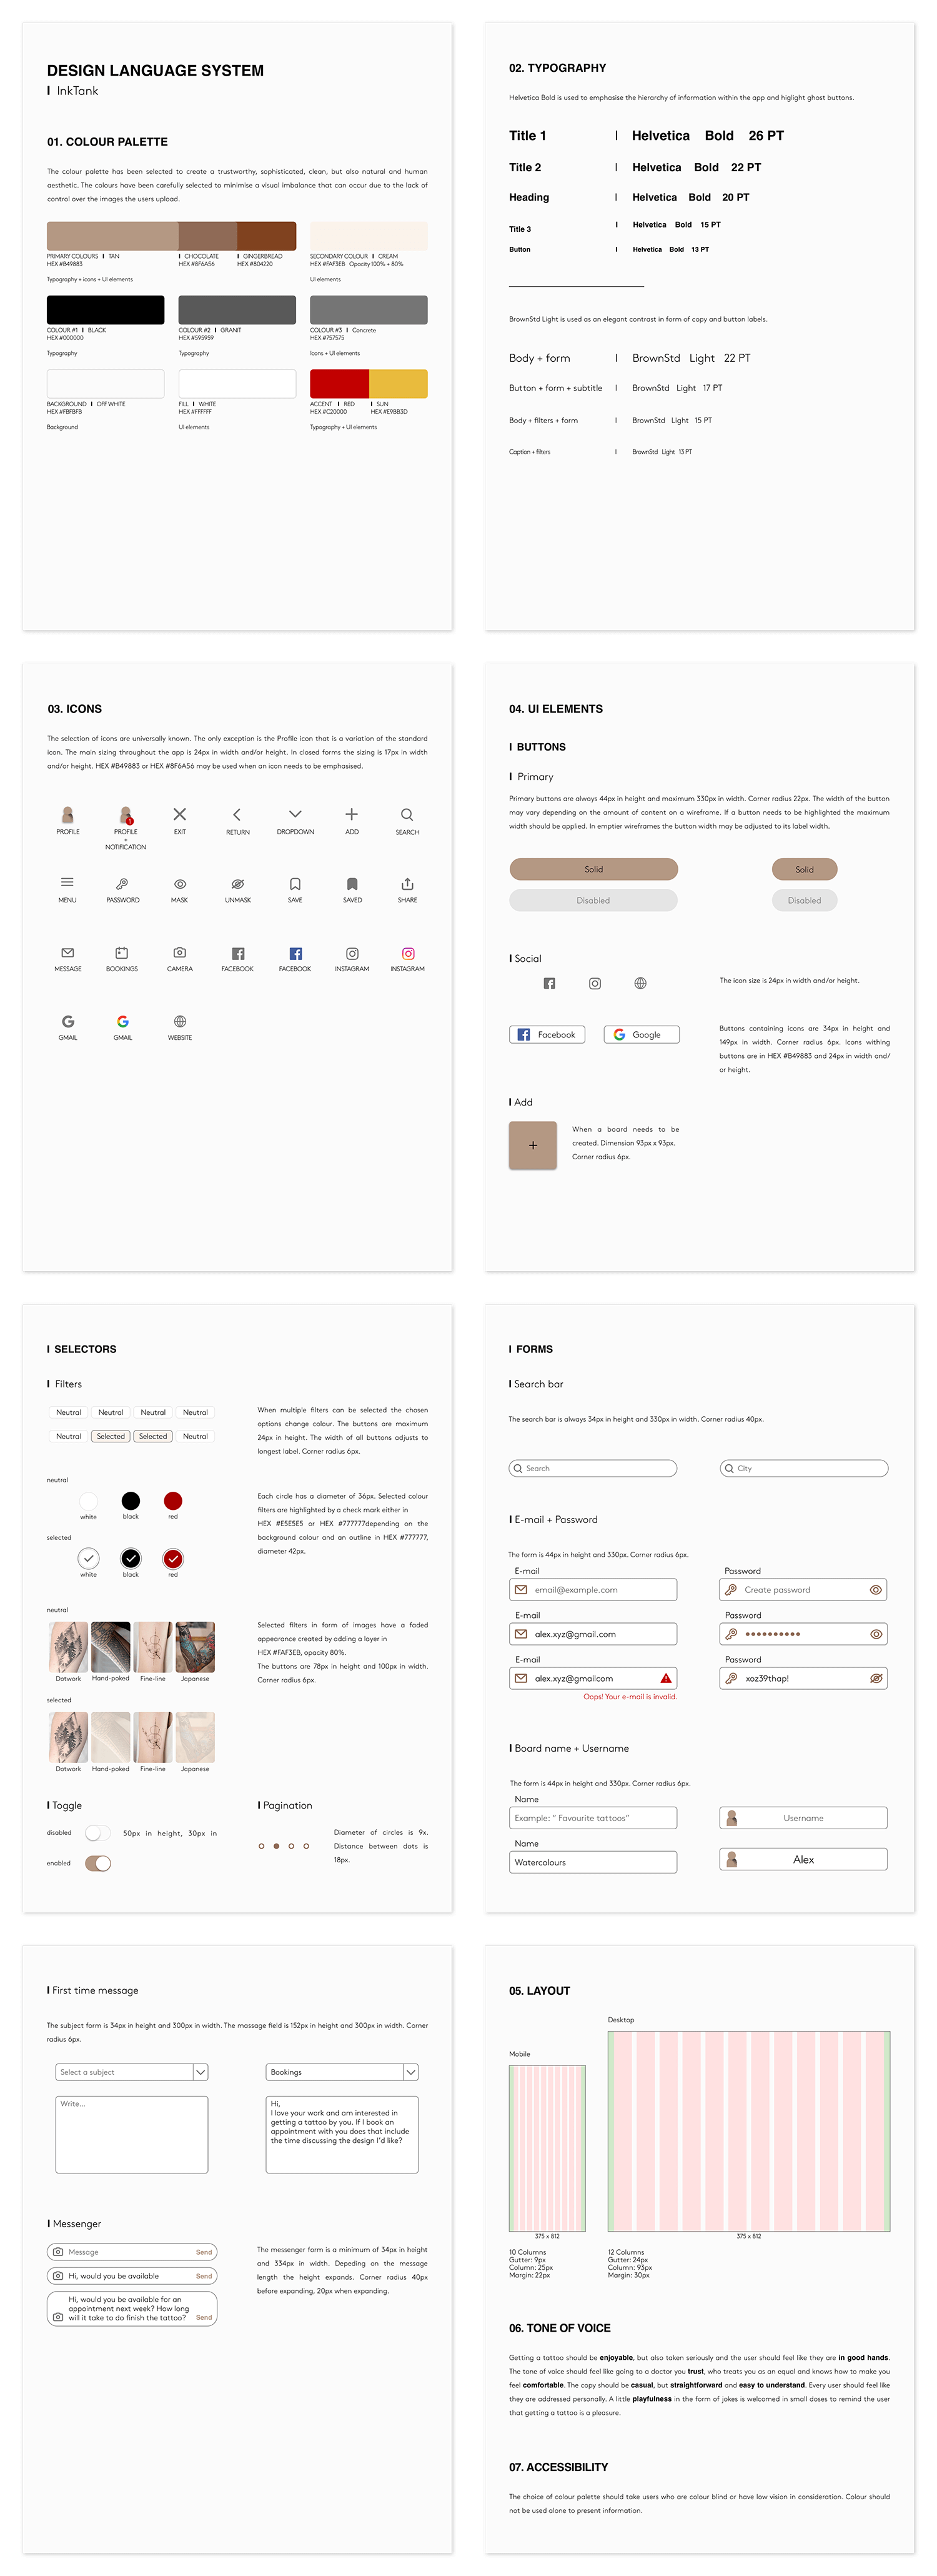 DESIGN LANGUAGE SYSTEM
I InkTank
01. COLOUR PALETTE
The colour palette has been selected to create a trustworthy, sophisticated, clean, but also natural and human
aesthetic. The colours have been carefully selected to minimise a visual imbalance that can occur due to the lack of
control over the images the users upload.
PRIMARY COLOURS I TAN
HEX #B49883
I CHOCOLATE
HEX #8F6A56
I GINGERBREAD
HEX #804220
SECONDARY COLOUR I CREAM
HEX #FAF3EB Opacity 100% + 80%
Typography + icons + UI elements
UI elements
COLOUR #1 I BLACK
HEX #000000
COLOUR #2 I GRANIT
HEX #595959
COLOUR #3 I Concrete
HEX #757575
Typography
Typography
Icons + UI elements
BACKGROUND I OFF WHITE
HEX #FBFBFB
FILL I WHITE
HEX #FFFFFF
ACCENT I RED
HEX #C20000
I SUN
HEX #E9BB3D
Background
UI elements
Typography + UI elements
02. TYPOGRAPHY
Helvetica Bold is used to emphasise the hierarchy of information within the app and higlight ghost buttons.
Title 1 I Helvetica Bold 26 PT
Title 2 I Helvetica Bold 22 PT
Heading I Helvetica Bold 20 PT
Title 3 I Helvetica Bold 15 PT
Button I Helvetica Bold 13 PT
BrownStd Light is used as an elegant contrast in form of copy and button labels.
Body + form I BrownStd Light 22 PT
Button + form + subtitle I BrownStd Light 17 PT
Body + filters + form I BrownStd Light 15 PT
Caption + filters I BrownStd Light 13 PT
03. ICONS
The selection of icons are universally known. The only exception is the Profile icon that is a variation of the standard
icon. The main sizing throughout the app is 24px in width and/or height. In closed forms the sizing is 17px in width
and/or height. HEX #B49883 or HEX #8F6A56 may be used when an icon needs to be emphasised.
PROFILE
PROFILE
+
NOTIFICATION
EXIT
RETURN
DROPDOWN
ADD
SEARCH
MENU
PASSWORD
MASK
UNMASK
SAVE
SAVED
SHARE
MESSAGE
BOOKINGS
CAMERA
FACEBOOK
FACEBOOK
INSTAGRAM
INSTAGRAM
GMAIL
GMAIL
WEBSITE
04. UI ELEMENTS
I BUTTONS
I Primary
Primary buttons are always 44px in height and maximum 330px in width. Corner radius 22px. The width of the button
may vary depending on the amount of content on a wireframe. If a button needs to be highlighted the maximum
width should be applied. In emptier wireframes the button width may be adjusted to its label width.
Solid
Solid
Disabled
Disabled
I Social
The icon size is 24px in width and/or height.
Facebook
Google
Buttons containing icons are 34px in height and
149px in width. Corner radius 6px. Icons withing
buttons are in HEX #B49883 and 24px in width and/
or height.
I Add
When a board needs to be
created. Dimension 93px x 93px.
Corner radius 6px.
I SELECTORS
I Filters
Neutral Neutral Neutral Neutral
Neutral Selected Selected Neutral
When multiple filters can be selected the chosen
options change colour. The buttons are maximum
24px in height. The width of all buttons adjusts to
longest label. Corner radius 6px.
neutral
white black red
selected
white black red
Each circle has a diameter of 36px. Selected colour
filters are highlighted by a check mark either in
HEX #E5E5E5 or HEX #777777depending on the
background colour and an outline in HEX #777777,
diameter 42px.
neutral
Dotwork Hand-poked Fine-line Japanese
selected
Dotwork Hand-poked Fine-line Japanese
Selected filters in form of images have a faded
appearance created by adding a layer in
HEX #FAF3EB, opacity 80%.
The buttons are 78px in height and 100px in width.
Corner radius 6px.
I Toggle
disabled
50px in height, 30px in
enabled
I Pagination
Diameter of circles is 9x.
Distance between dots is
18px.
I FORMS
I Search bar
The search bar is always 34px in height and 330px in width. Corner radius 40px.
Search
City
I E-mail + Password
The form is 44px in height and 330px. Corner radius 6px.
E-mail
email@example.com
Password
Create password
E-mail
alex.xyz@gmail.com
Password
E-mail
alex.xyz@gmailcom
Oops! Your e-mail is invalid.
Password
xoz39thap!
I Board name + Username
The form is 44px in height and 330px. Corner radius 6px.
Name
Example: “ Favourite tattoos”
Username
Name
Watercolours
Alex
I First time message
The subject form is 34px in height and 300px in width. The massage field is 152px in height and 300px in width. Corner
radius 6px.
Select a subject
Bookings
Write...
Hi,
I love your work and am interested in
getting a tattoo by you. If I book an
appointment with you does that include
the time discussing the design I'd like?
I Messenger
Message Send
Hi, would you be available Send
Hi, would you be available for an
appointment next week? How long
will it take to do finish the tattoo? Send
The messenger form is a minimum of 34px in height
and 334px in width. Depeding on the message
length the height expands. Corner radius 40px
before expanding, 20px when expanding.
05. LAYOUT
Desktop
Mobile
375 x 812
375 x 812
10 Columns
Gutter: 9px
Column: 25px
Margin: 22px
12 Columns
Gutter: 24px
Column: 93px
Margin: 30px
06. TONE OF VOICE
Getting a tattoo should be enjoyable, but also taken seriously and the user should feel like they are in good hands.
The tone of voice should feel like going to a doctor you trust, who treats you as an equal and knows how to make you
feel comfortable. The copy should be casual, but straightforward and easy to understand. Every user should feel like
they are addressed personally. A little playfulness in the form of jokes is welcomed in small doses to remind the user
that getting a tattoo is a pleasure.
07. ACCESSIBILITY
The choice of colour palette should take users who are colour blind or have low vision in consideration. Colour should
not be used alone to present information.